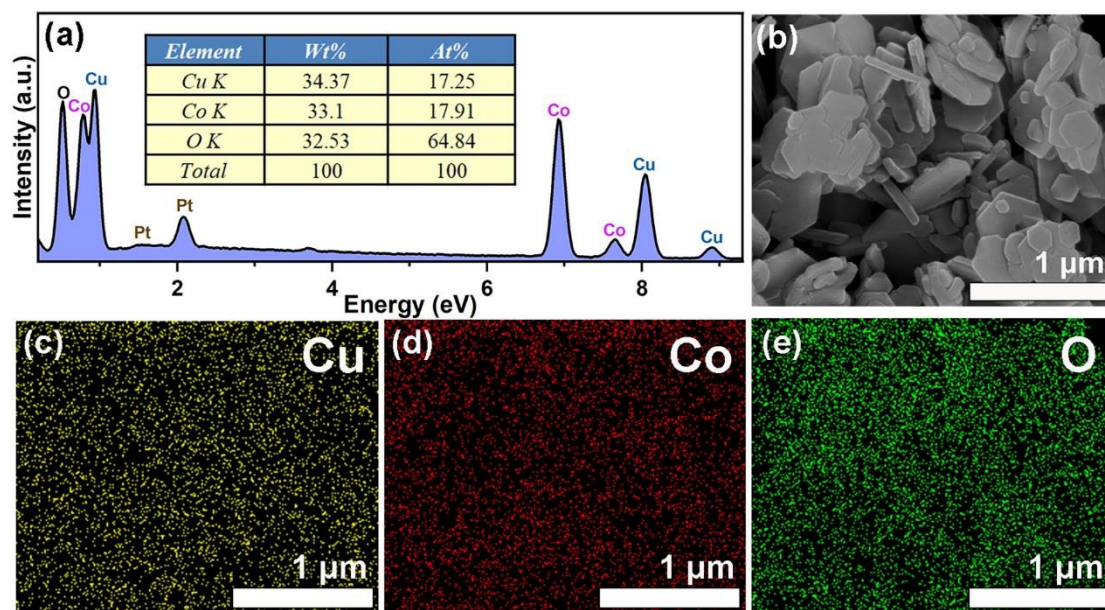 (a)
Intensity (a.u.)
Element Wt% At%
Cu K 34.37 17.25
Co K 33.1 17.91
O K 32.53 64.84
Total 100 100
O
Co
Cu
Pt
Pt
Co
Co
Cu
Cu
2 4 6 8
Energy (eV)
(b)
1 µm
(c)
Cu
1 µm
(d)
Co
1 µm
(e)
O
1 µm